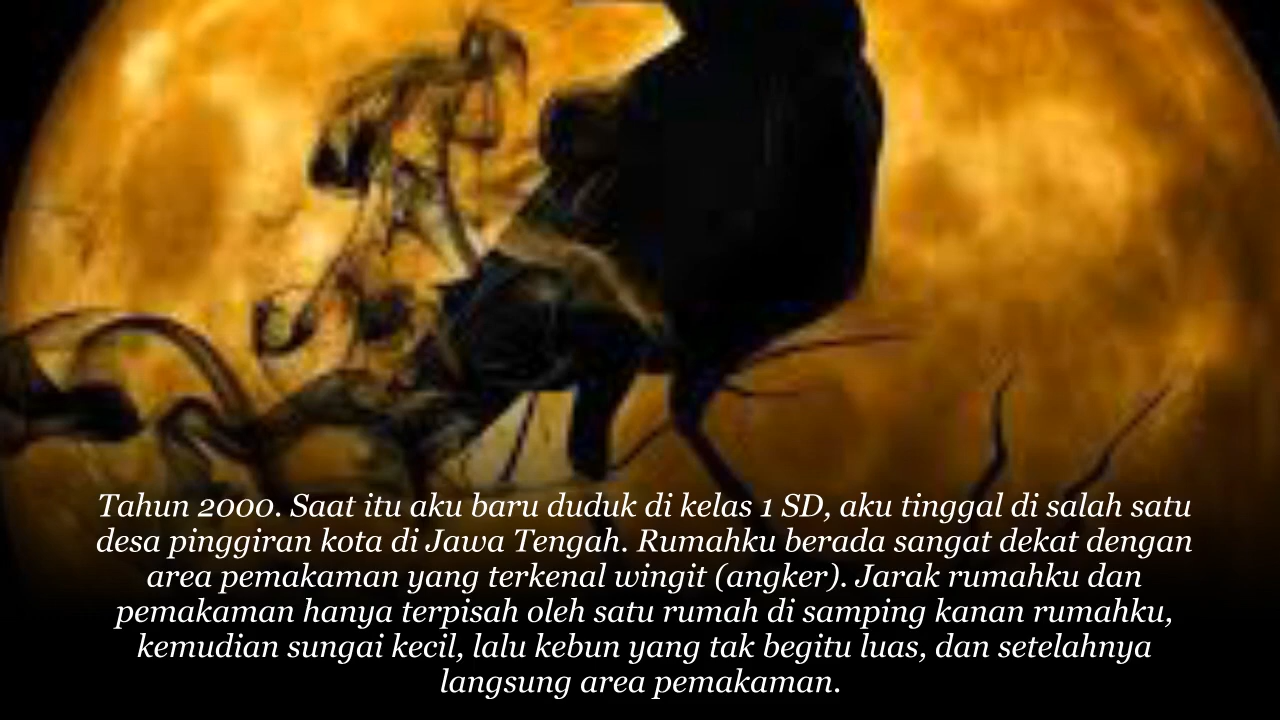 Tahun 2000. Saat itu aku baru duduk di kelas 1 SD, aku tinggal di salah satu
desa pinggiran kota di Jawa Tengah. Rumahku berada sangat dekat dengan
area pemakaman yang terkenal wingit (angker). Jarak rumahku dan
pemakaman hanya terpisah oleh satu rumah di samping kanan rumahku,
kemudian sungai kecil, lalu kebun yang tak begitu luas, dan setelahnya
langsung area pemakaman.